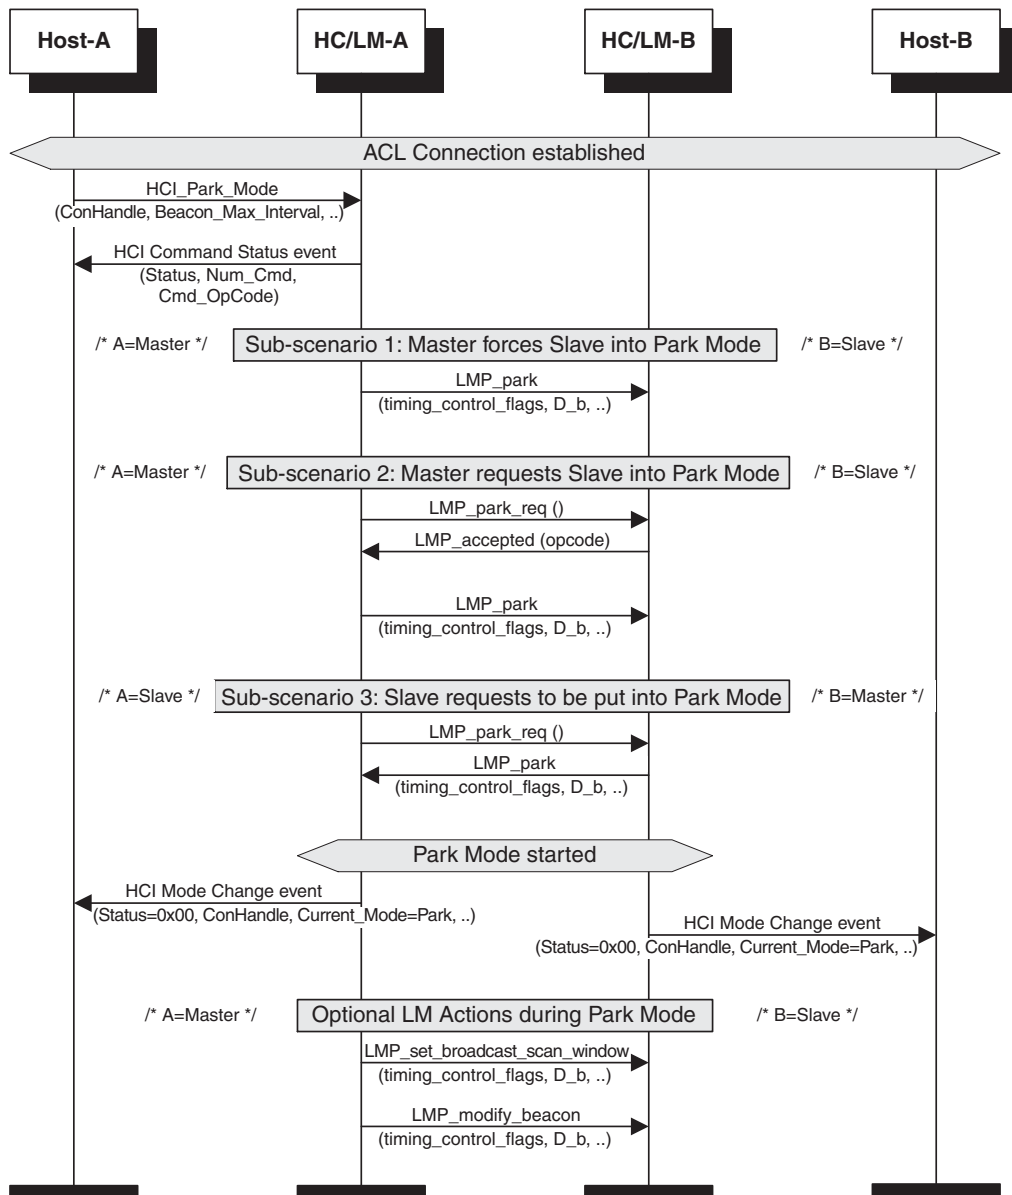 Host-A
HC/LM-A
HC/LM-B
Host-B
ACL Connection established
HCI_Park_Mode
(ConHandle, Beacon_Max_Interval, ..)
HCI Command Status event
(Status, Num_Cmd,
Cmd_OpCode)
/* A=Master */
Sub-scenario 1: Master forces Slave into Park Mode
/* B=Slave */
LMP_park
(timing_control_flags, D_b, ..)
/* A=Master */
Sub-scenario 2: Master requests Slave into Park Mode
/* B=Slave */
LMP_park_req ()
LMP_accepted (opcode)
LMP_park
(timing_control_flags, D_b, ..)
/* A=Slave */
Sub-scenario 3: Slave requests to be put into Park Mode
/* B=Master */
LMP_park_req ()
LMP_park
(timing_control_flags, D_b, ..)
Park Mode started
HCI Mode Change event
(Status=0x00, ConHandle, Current_Mode=Park, ..)
HCI Mode Change event
(Status=0x00, ConHandle, Current_Mode=Park, ..)
/* A=Master */
Optional LM Actions during Park Mode
/* B=Slave */
LMP_set_broadcast_scan_window
(timing_control_flags, D_b, ..)
LMP_modify_beacon
(timing_control_flags, D_b, ..)